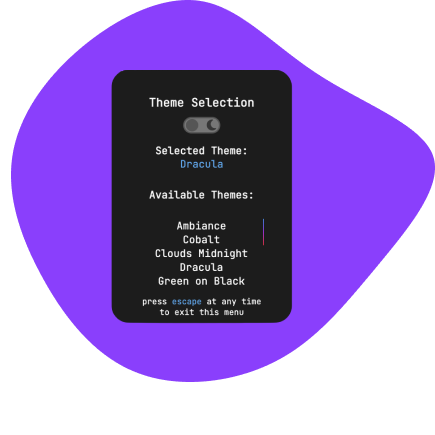 Theme Selection
Selected Theme:
Dracula
Available Themes:
Ambiance
Cobalt
Clouds Midnight
Dracula
Green on Black
press escape at any time
to exit this menu